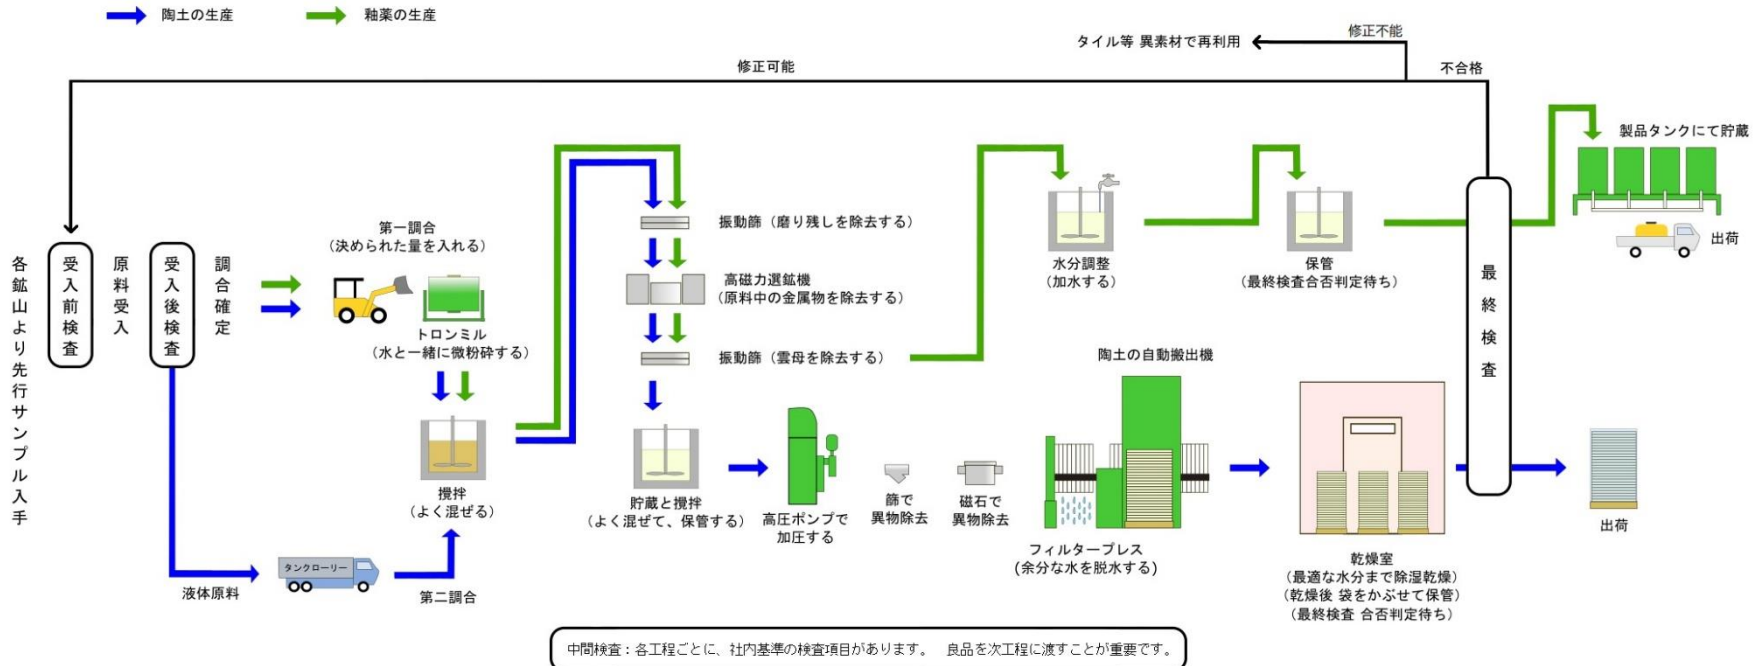 陶土の生産
釉薬の生産
タイル等 異素材で再利用
修正不能
修正可能
不合格
各鉱山より先行サンプル入手
受入前検査
原料受入
受入後検査
調合確定
第一調合
（決められた量を入れる）
トロンミル
（水と一緒に微粉砕する）
攪拌
（よく混ぜる）
液体原料
タンクローリー
第二調合
振動篩（磨り残しを除去する）
高磁力選鉱機
（原料中の金属物を除去する）
振動篩（雲母を除去する）
貯蔵と攪拌
（よく混ぜて、保管する）
高圧ポンプで
加圧する
篩で
異物除去
磁石で
異物除去
水分調整
（加水する）
保管
（最終検査合否判定待ち）
陶土の自動搬出機
フィルタープレス
(余分な水を脱水する)
乾燥室
（最適な水分まで除湿乾燥）
（乾燥後 袋をかぶせて保管）
（最終検査 合否判定待ち）
最終検査
製品タンクにて貯蔵
出荷
出荷
中間検査：各工程ごとに、社内基準の検査項目があります。　良品を次工程に渡すことが重要です。